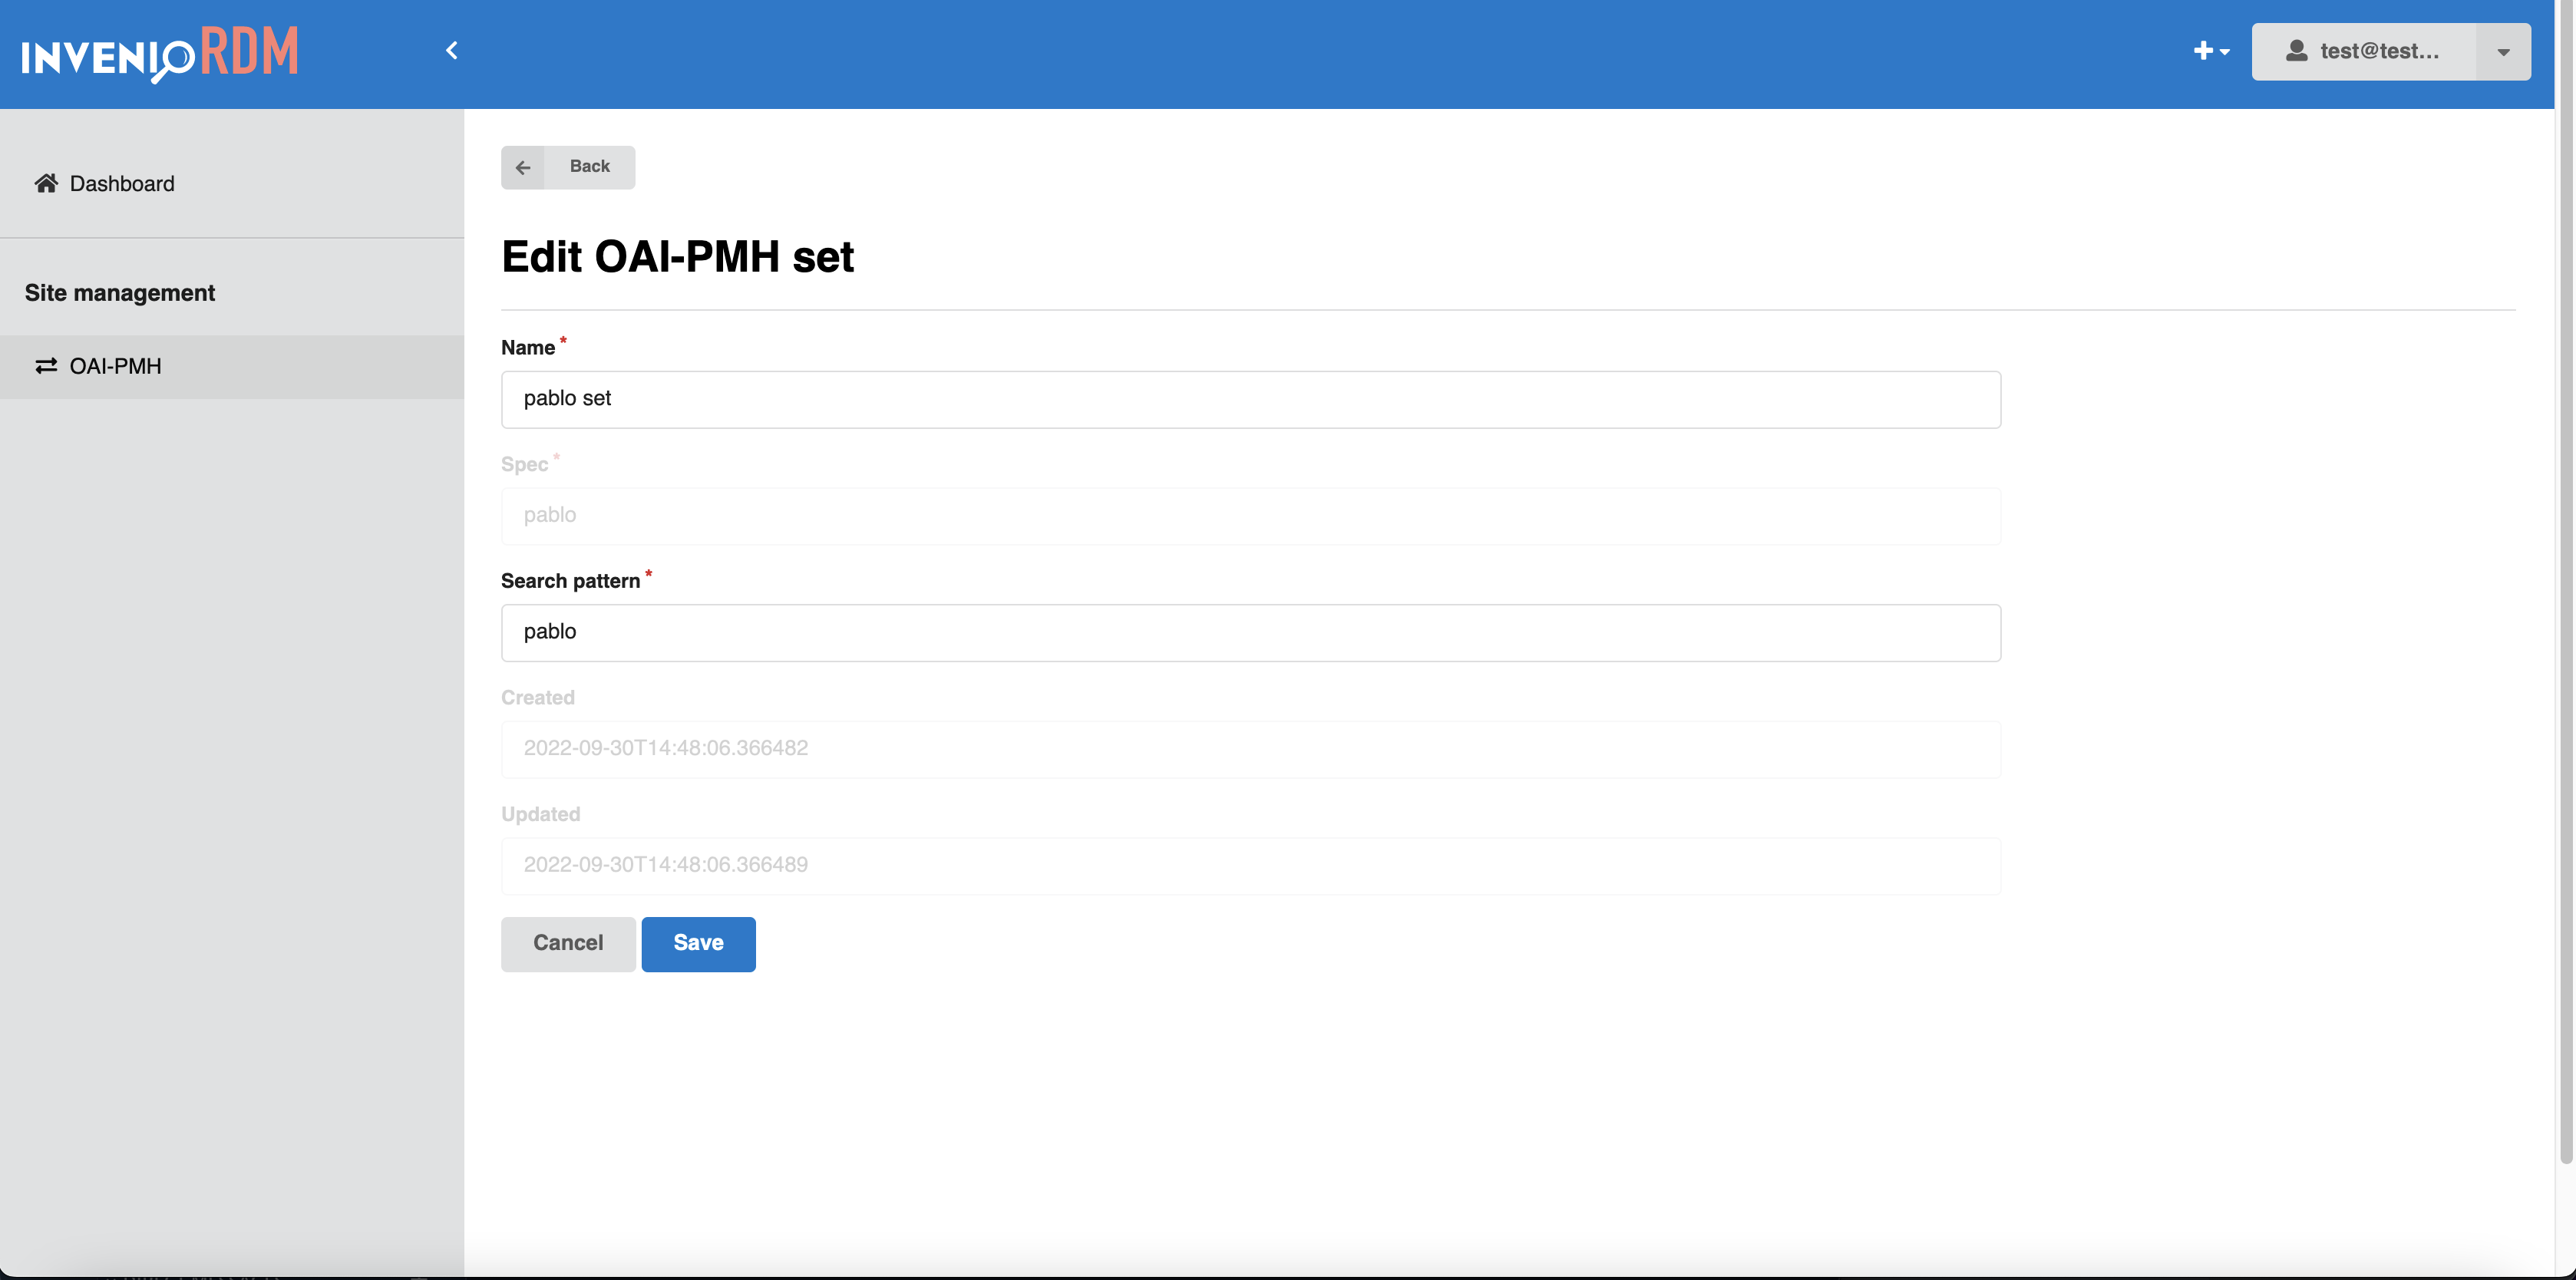 INVENIO RDM
test@test...
Dashboard
Site management
OAI-PMH
Back
Edit OAI-PMH set
Name *
pablo set
Spec *
pablo
Search pattern *
pablo
Created
2022-09-30T14:48:06.366482
Updated
2022-09-30T14:48:06.366489
Cancel
Save